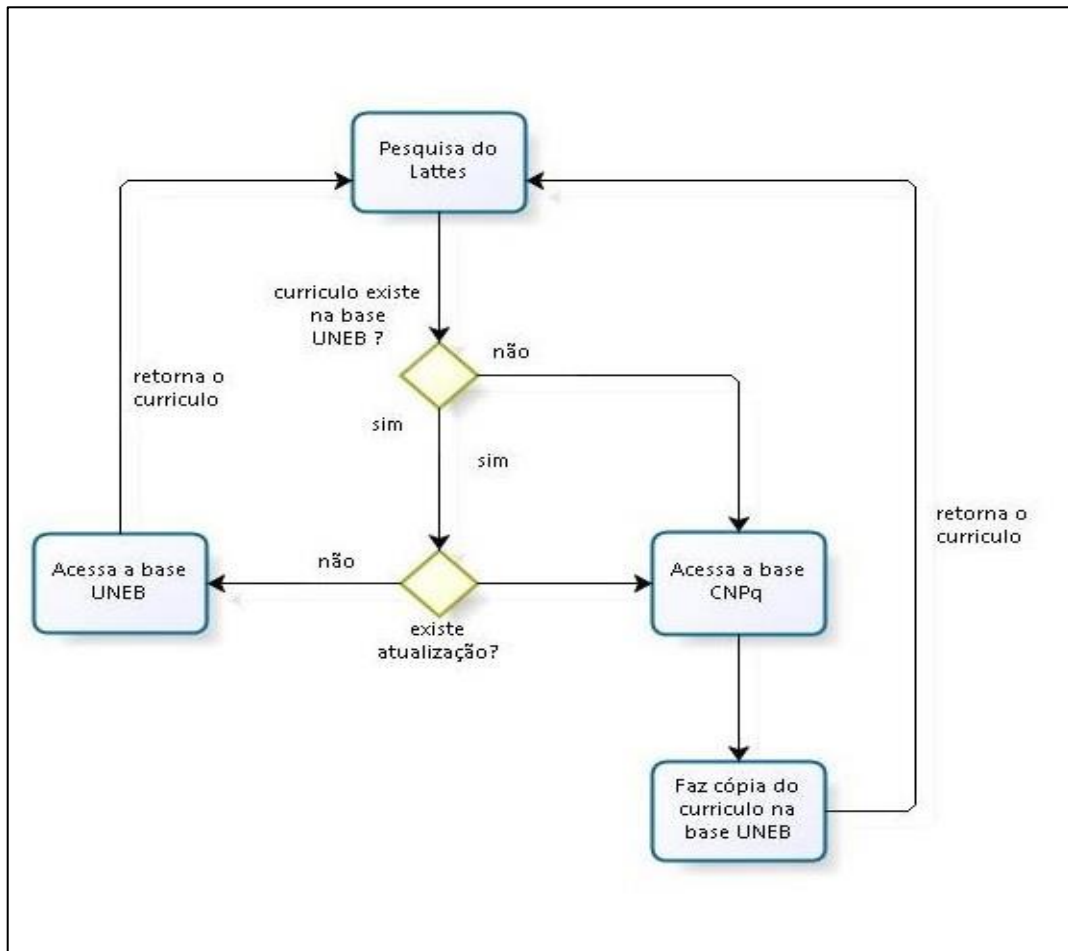 Pesquisa do
Lattes
curriculo existe
na base
UNEB ?
não
retorna o
curriculo
sim
sim
retorna o
curriculo
Acessa a base
UNEB
não
Acessa a base
CNPq
existe
atualização?
Faz cópia do
curriculo na
base UNEB